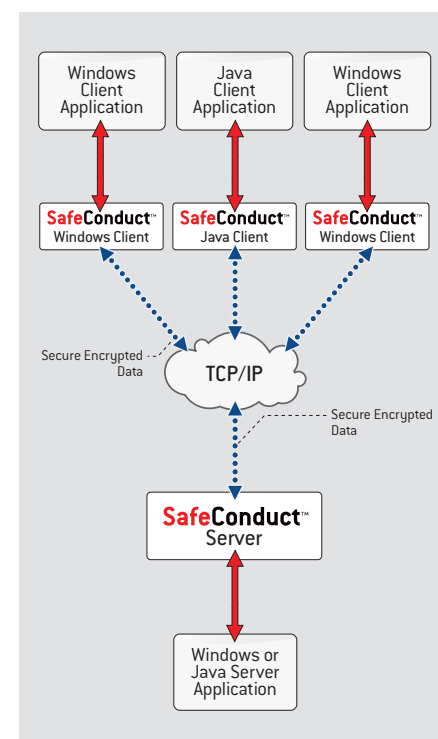 Windows
Client
Application
Java
Client
Application
Windows
Client
Application
SafeConduct™
Windows Client
SafeConduct™
Java Client
SafeConduct™
Windows Client
Secure Encrypted
Data
TCP/IP
Secure Encrypted
Data
SafeConduct™
Server
Windows or
Java Server
Application